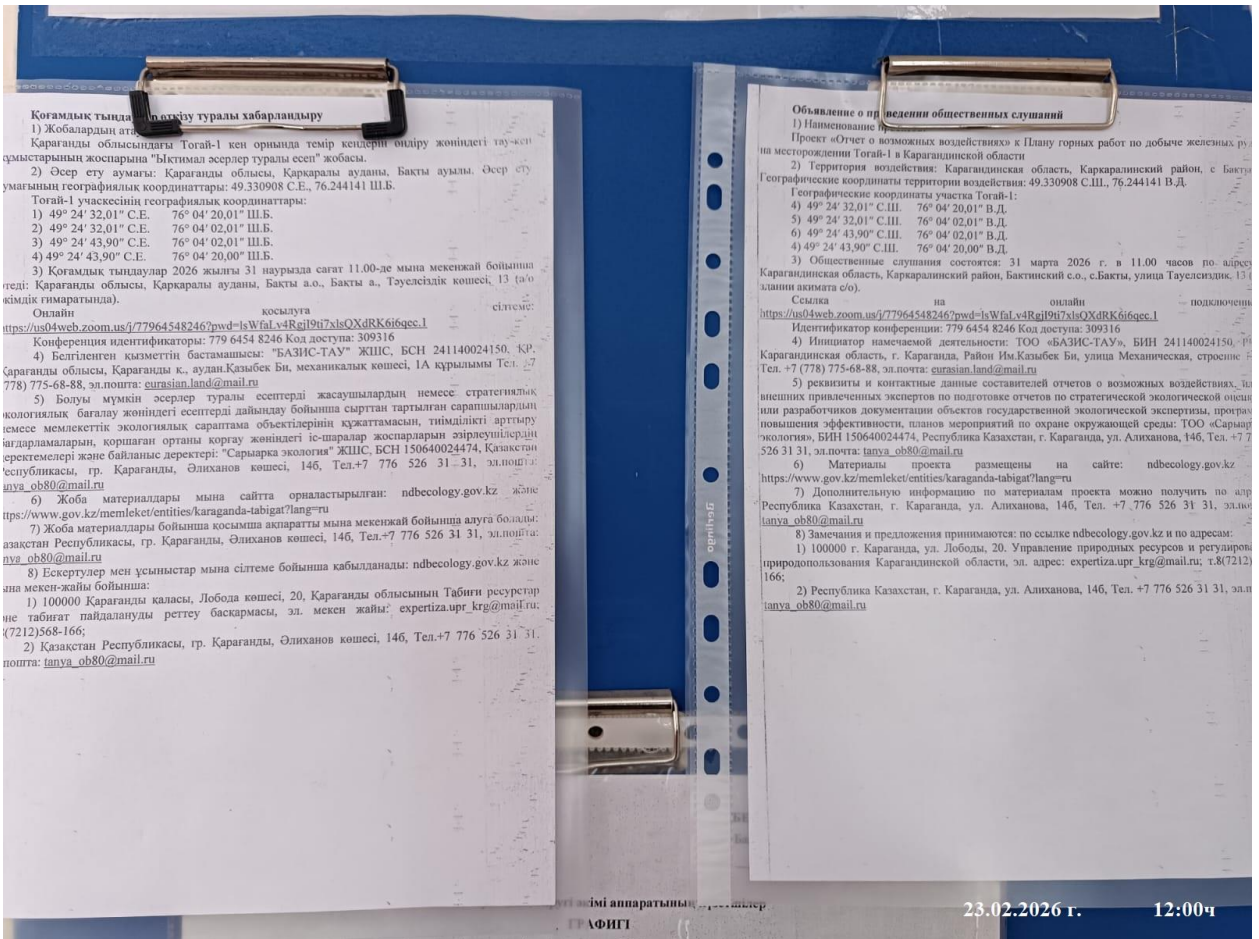 Қоғамдық тыңда өткізу туралы хабарландыру
1) Жобалардын ата
Қарағанды облысындағы Тогай-1 кен орнында темір кендерін өндіру жөніндегі тау-кен
ұмыстарының жоспарына "Ықтимал әсерлер туралы есеп" жобасы.
2) Әсер ету аумағы: Қарағанды облысы, Қарқаралы ауданы, Бақты ауылы. Әсер ету
умағының географиялық координаттары: 49.330908 С.Е., 76.244141 Ш.Б.
Тоғай-1 учаскесінің географиялық координаттары:
1) 49° 24' 32,01" С.Е. 76° 04' 20,01" Ш.Б.
2) 49° 24' 32,01" С.Е. 76° 04' 02,01" Ш.Б.
3) 49° 24' 43,90" С.Е. 76° 04' 02,01" Ш.Б.
4) 49° 24' 43,90" С.Е. 76° 04' 20,00" Ш.Б.
3) Қоғамдық тыңдаулар 2026 жылғы 31 наурызда сағат 11.00-де мына мекенжай бойынша
теді: Қарағанды облысы, Қарқаралы ауданы, Бақты а.о., Бақты а., Тәуелсіздік көшесі, 13 (а/о
кімдік ғимаратында).
Онлайн қосылуға сілтеме:
https://us04web.zoom.us/j/77964548246?pwd=lsWfaLv4RgjI9ti7xlsQXdRK6i6qec.1
Конференция идентификаторы: 779 6454 8246 Код доступа: 309316
4) Белгіленген қызметтің бастамашысы: "БАЗИС-ТАУ" ЖШС, БСН 241140024150, ҚР,
Қарағанды облысы, Қарағанды қ., аудан.Қазыбек Би, механикалық көшесі, 1А құрылымы Тел. +7
(778) 775-68-88, эл.пошта: eurasian.land@mail.ru
5) Болуы мүмкін әсерлер туралы есептерді жасаушылардың немесе стратегиялық
экологиялық бағалау жөніндегі есептерді дайындау бойынша сырттан тартылған сарапшылардың
немесе мемлекеттік экологиялық сараптама объектілерінің құжаттамасын, тиімділікті арттыру
бағдарламаларын, қоршаған ортаны қорғау жөніндегі іс-шаралар жоспарларын әзірлеушілердің
деректемелері және байланыс деректері: "Сарыарка экология" ЖШС, БСН 150640024474, Қазақстан
Республикасы, гр. Қарағанды, Әлиханов көшесі, 14б, Тел.+7 776 526 31 31, эл.пошта:
anya_ob80@mail.ru
6) Жоба материалдары мына сайтта орналастырылған: ndbecology.gov.kz және
https://www.gov.kz/memleket/entities/karaganda-tabigat?lang=ru
7) Жоба материалдары бойынша қосымша ақпаратты мына мекенжай бойынша алуға болады:
азақстан Республикасы, гр. Қарағанды, Әлиханов көшесі, 14б, Тел.+7 776 526 31 31, эл.пошта:
anya_ob80@mail.ru
8) Ескертулер мен ұсыныстар мына сілтеме бойынша қабылданады: ndbecology.gov.kz және
ына мекен-жайы бойынша:
1) 100000 Қарағанды қаласы, Лобода көшесі, 20, Қарағанды облысының Табиғи ресурстар
әне табиғат пайдалануды реттеу басқармасы, эл. мекен жайы: expertiza.upr_krg@mail.ru;
8(7212)568-166;
2) Қазақстан Республикасы, гр. Қарағанды, Әлиханов көшесі, 14б, Тел.+7 776 526 31 31,
пошта: tanya_ob80@mail.ru
Объявление о проведении общественных слушаний
1) Наименование
Проект «Отчет о возможных воздействиях» к Плану горных работ по добыче железных ру
на месторождении Тогай-1 в Карагандинской области
2) Территория воздействия: Карагандинская область, Каркаралинский район, с Бакты
Географические координаты территории воздействия: 49.330908 С.Ш., 76.244141 В.Д.
Географические координаты участка Тогай-1:
4) 49° 24' 32,01" С.Ш. 76° 04' 20,01" В.Д.
5) 49° 24' 32,01" С.Ш. 76° 04' 02,01" В.Д.
6) 49° 24' 43,90" С.Ш. 76° 04' 02,01" В.Д.
4) 49° 24' 43,90" С.Ш. 76° 04' 20,00" В.Д.
3) Общественные слушания состоятся: 31 марта 2026 г. в 11.00 часов по адресу
Карагандинская область, Каркаралинский район, Бактинский с.о., с.Бакты, улица Тауелсиздик, 13 (
здании акимата с/о).
Ссылка на онлайн подключени
https://us04web.zoom.us/j/77964548246?pwd=lsWfaLv4RgjI9ti7xlsQXdRK6i6qec.1
Идентификатор конференции: 779 6454 8246 Код доступа: 309316
4) Инициатор намечаемой деятельности: ТОО «БАЗИС-ТАУ», БИН 241140024150, Р
Карагандинская область, г. Караганда, Район Им.Казыбек Би, улица Механическая, строение
Тел. +7 (778) 775-68-88, эл.почта: eurasian.land@mail.ru
5) реквизиты и контактные данные составителей отчетов о возможных воздействиях, ил
внешних привлеченных экспертов по подготовке отчетов по стратегической экологической оценк
или разработчиков документации объектов государственной экологической экспертизы, програм
повышения эффективности, планов мероприятий по охране окружающей среды: ТОО «Сарыар
экология», БИН 150640024474, Республика Казахстан, г. Караганда, ул. Алиханова, 14б, Тел. +7 7
526 31 31, эл.почта: tanya_ob80@mail.ru
6) Материалы проекта размещены на сайте: ndbecology.gov.kz
https://www.gov.kz/memleket/entities/karaganda-tabigat?lang=ru
7) Дополнительную информацию по материалам проекта можно получить по адр
Республика Казахстан, г. Караганда, ул. Алиханова, 14б, Тел. +7 776 526 31 31, эл.по
tanya_ob80@mail.ru
8) Замечания и предложения принимаются: по ссылке ndbecology.gov.kz и по адресам:
1) 100000 г. Караганда, ул. Лободы, 20. Управление природных ресурсов и регулирова
природопользования Карагандинской области, эл. адрес: expertiza.upr_krg@mail.ru; т.8(7212)
166;
2) Республика Казахстан, г. Караганда, ул. Алиханова, 14б, Тел. +7 776 526 31 31, эл.п
tanya_ob80@mail.ru
berlingo
імі аппаратының
ГРАФИГІ
23.02.2026 г. 12:00ч